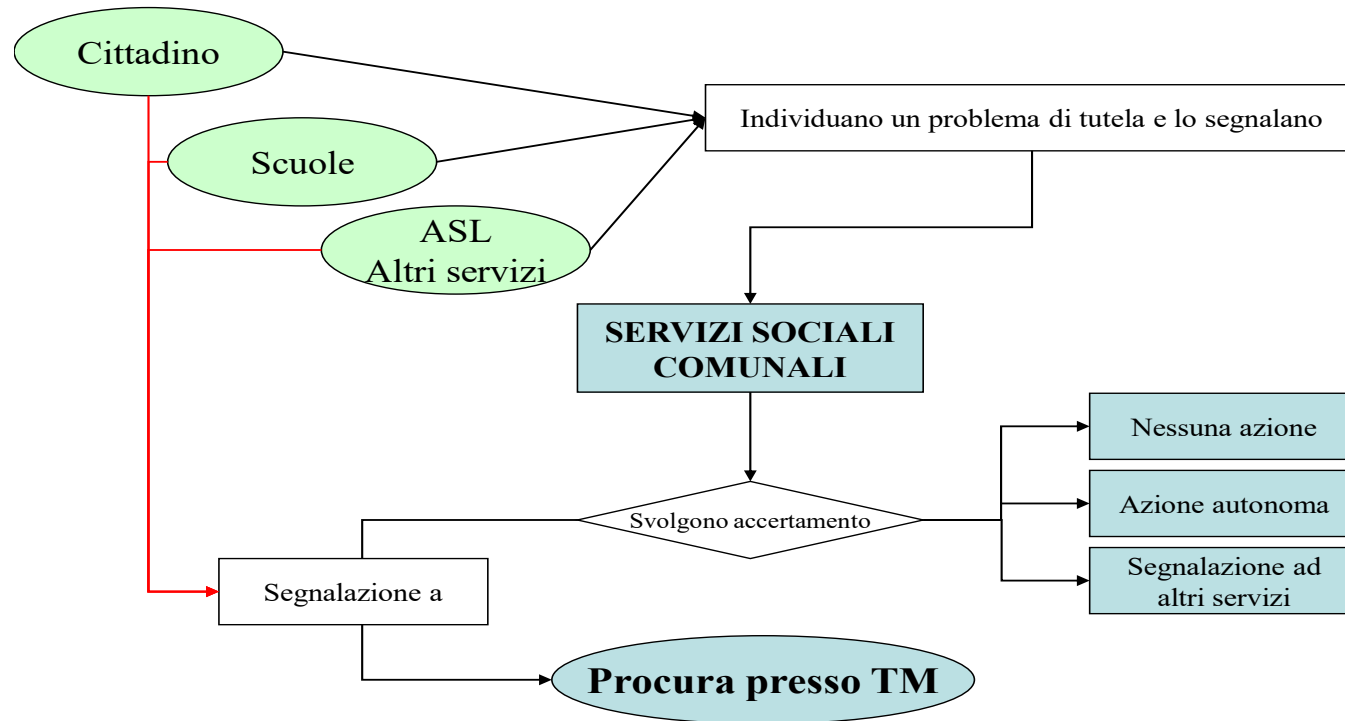 Cittadino
Individuano un problema di tutela e lo segnalano
Scuole
ASL
Altri servizi
SERVIZI SOCIALI
COMUNALI
Nessuna azione
Svolgono accertamento
Azione autonoma
Segnalazione ad
altri servizi
Segnalazione a
Procura presso TM